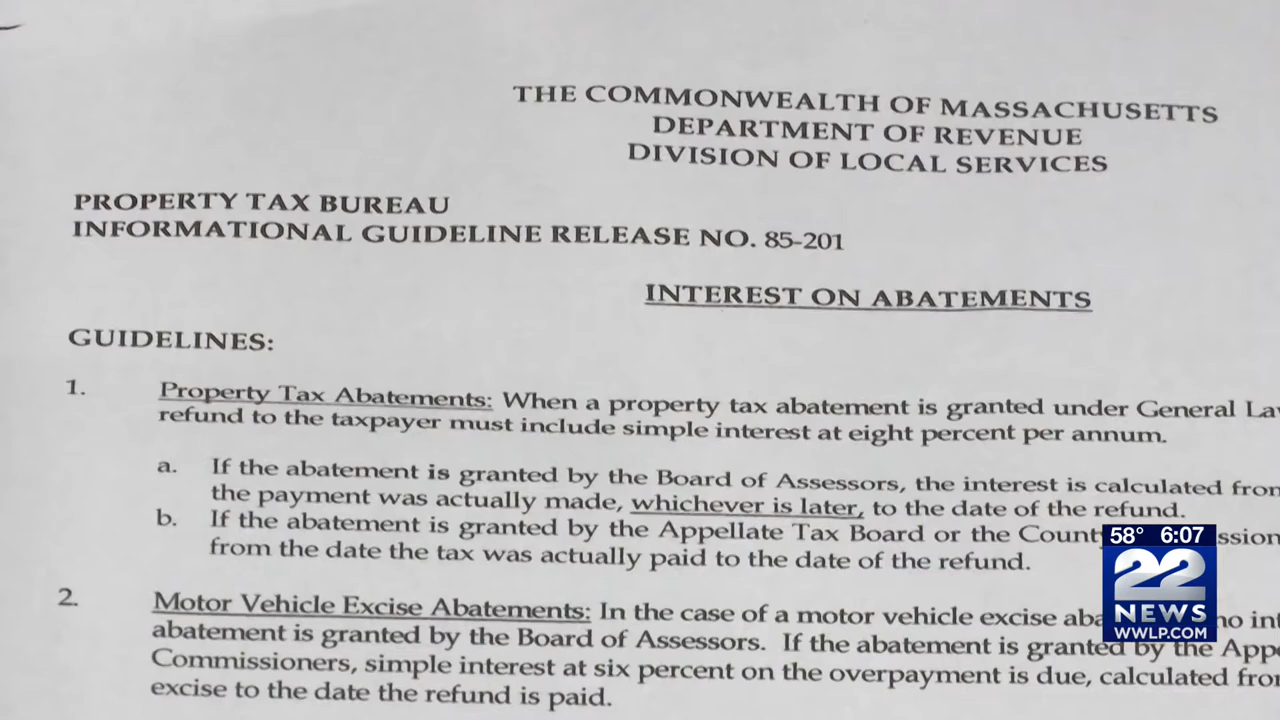 THE COMMONWEALTH OF MASSACHUSETTS
DEPARTMENT OF REVENUE
DIVISION OF LOCAL SERVICES
PROPERTY TAX BUREAU
INFORMATIONAL GUIDELINE RELEASE NO. 85-201
INTEREST ON ABATEMENTS
GUIDELINES:
1. Property Tax Abatements: When a property tax abatement is granted under General
refund to the taxpayer must include simple interest at eight percent per annum.
a. If the abatement is granted by the Board of Assessors, the interest is calculated
the payment was actually made, whichever is later, to the date of the refund.
b. If the abatement is granted by the Appellate Tax Board or the
from the date the tax was actually paid to the date of the refund.
2. Motor Vehicle Excise Abatements: In the case of a motor vehicle excise
abatement is granted by the Board of Assessors. If the abatement is granted by the
Commissioners, simple interest at six percent on the overpayment is due, calculated
excise to the date the refund is paid.
58° 6:07
22
NEWS
WWLP.COM